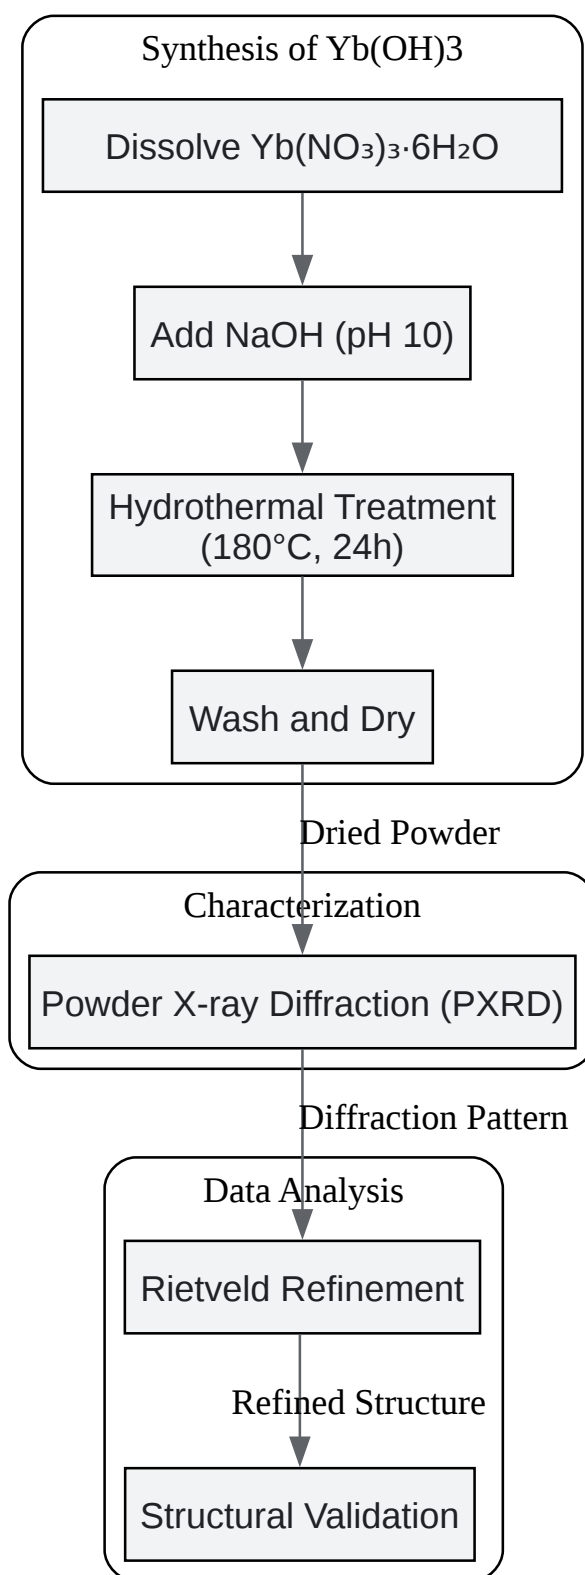 Synthesis of Yb(OH)3
Dissolve Yb(NO₃)₃·6H₂O
Add NaOH (pH 10)
Hydrothermal Treatment
(180°C, 24h)
Wash and Dry
Dried Powder
Characterization
Powder X-ray Diffraction (PXRD)
Diffraction Pattern
Data Analysis
Rietveld Refinement
Refined Structure
Structural Validation